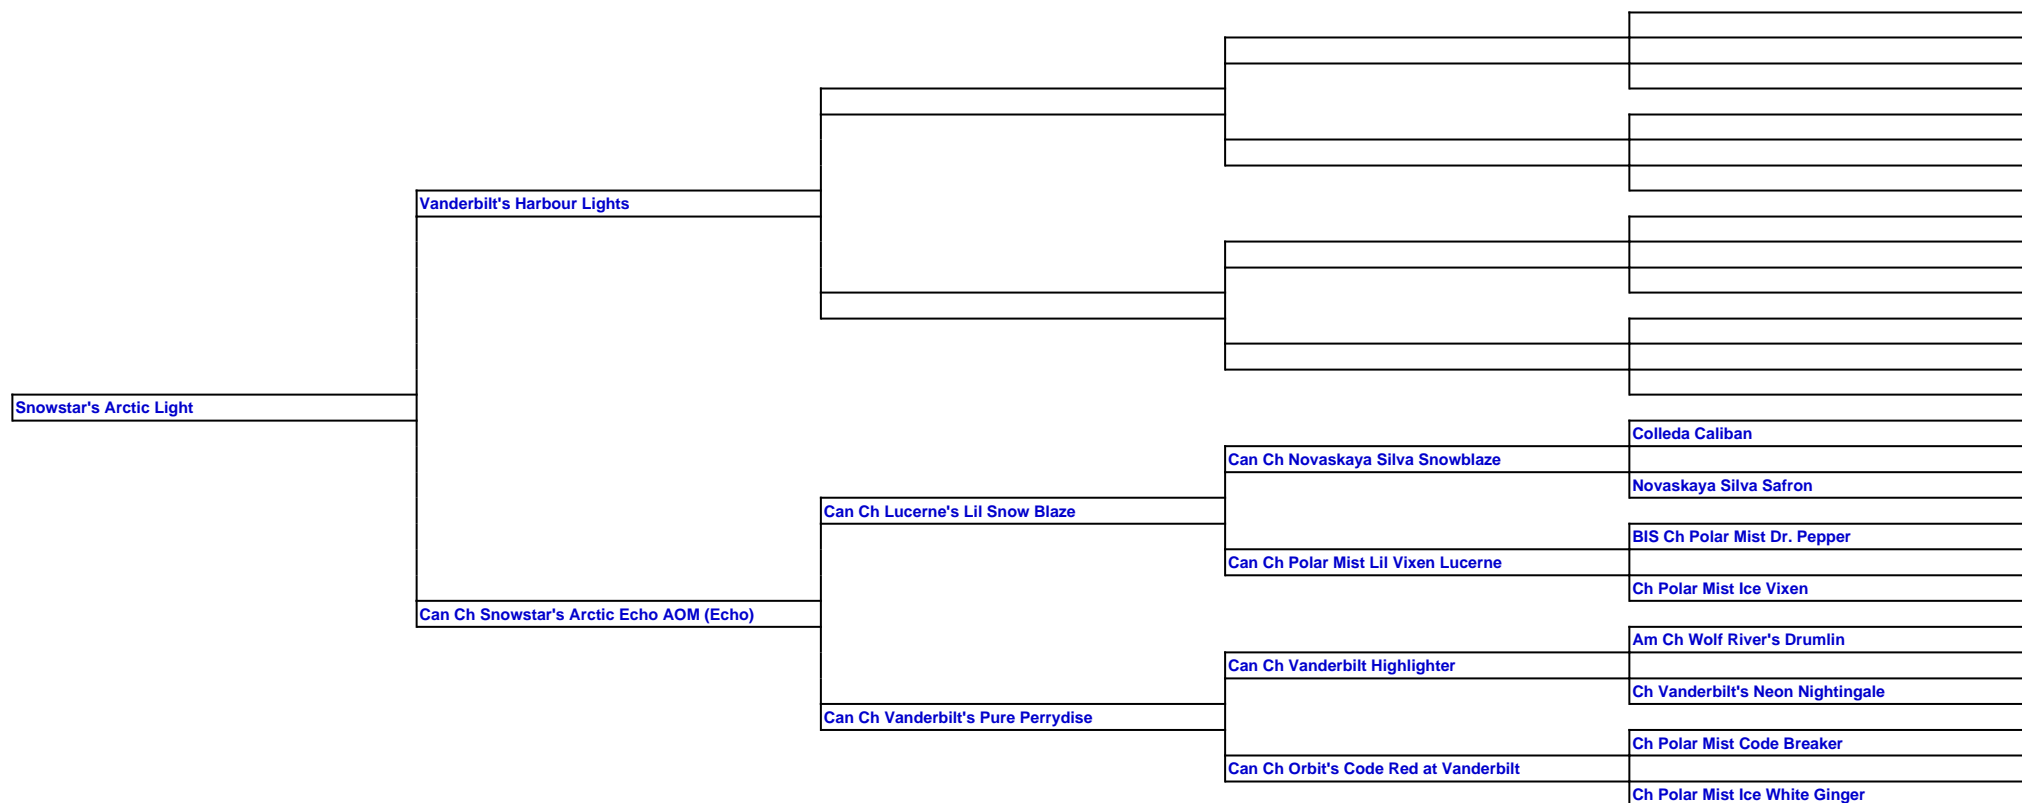 Vanderbilt's Harbour Lights
Snowstar's Arctic Light
Colleda Caliban
Can Ch Novaskaya Silva Snowblaze
Novaskaya Silva Safron
Can Ch Lucerne's Lil Snow Blaze
BIS Ch Polar Mist Dr. Pepper
Can Ch Polar Mist Lil Vixen Lucerne
Ch Polar Mist Ice Vixen
Can Ch Snowstar's Arctic Echo AOM (Echo)
Am Ch Wolf River's Drumlin
Can Ch Vanderbilt Highlighter
Ch Vanderbilt's Neon Nightingale
Can Ch Vanderbilt's Pure Perrydise
Ch Polar Mist Code Breaker
Can Ch Orbit's Code Red at Vanderbilt
Ch Polar Mist Ice White Ginger